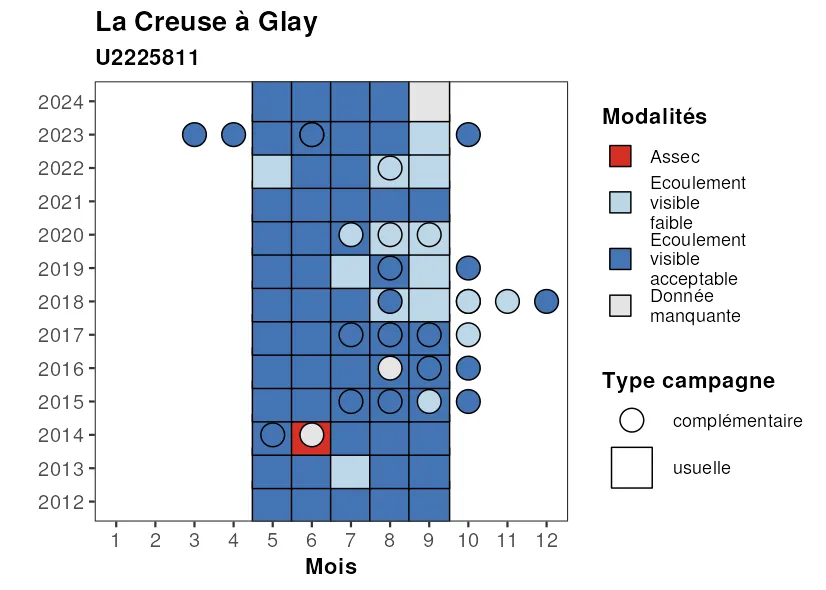 La Creuse à Glay
U2225811
2024
2023
2022
2021
2020
2019
2018
2017
2016
2015
2014
2013
2012
1 2 3 4 5 6 7 8 9 10 11 12
Mois
Modalités
Assec
Ecoulement
visible
faible
Ecoulement
visible
acceptable
Donnée
manquante
Type campagne
complémentaire
usuelle